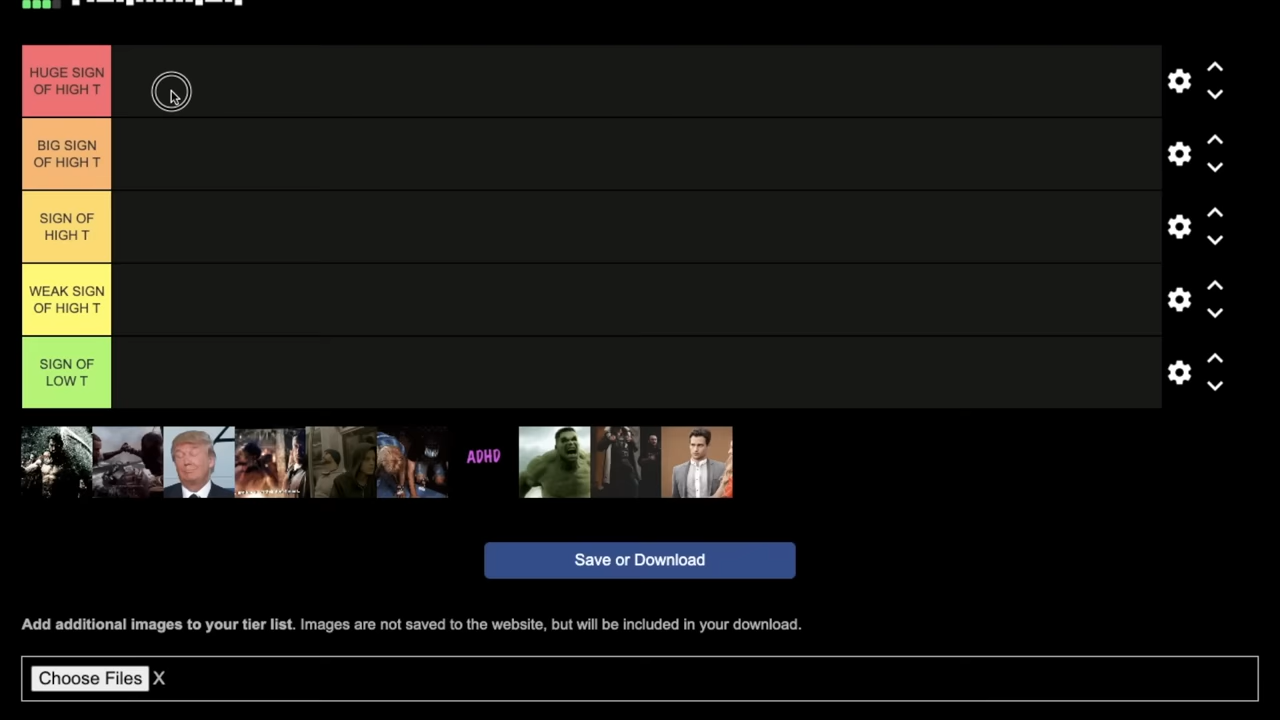 HUGE SIGN
OF HIGH T
BIG SIGN
OF HIGH T
SIGN OF
HIGH T
WEAK SIGN
OF HIGH T
SIGN OF
LOW T
ADHD
Save or Download
Add additional images to your tier list. Images are not saved to the website, but will be included in your download.
Choose Files X